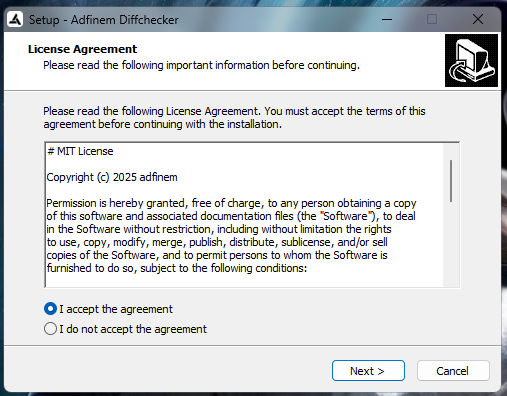 Setup - Adfinem Diffchecker
License Agreement
Please read the following important information before continuing.
Please read the following License Agreement. You must accept the terms of this
agreement before continuing with the installation.
# MIT License
Copyright (c) 2025 adfinem
Permission is hereby granted, free of charge, to any person obtaining a copy
of this software and associated documentation files (the "Software"), to deal
in the Software without restriction, including without limitation the rights
to use, copy, modify, merge, publish, distribute, sublicense, and/or sell
copies of the Software, and to permit persons to whom the Software is
furnished to do so, subject to the following conditions:
I accept the agreement
I do not accept the agreement
Next >
Cancel